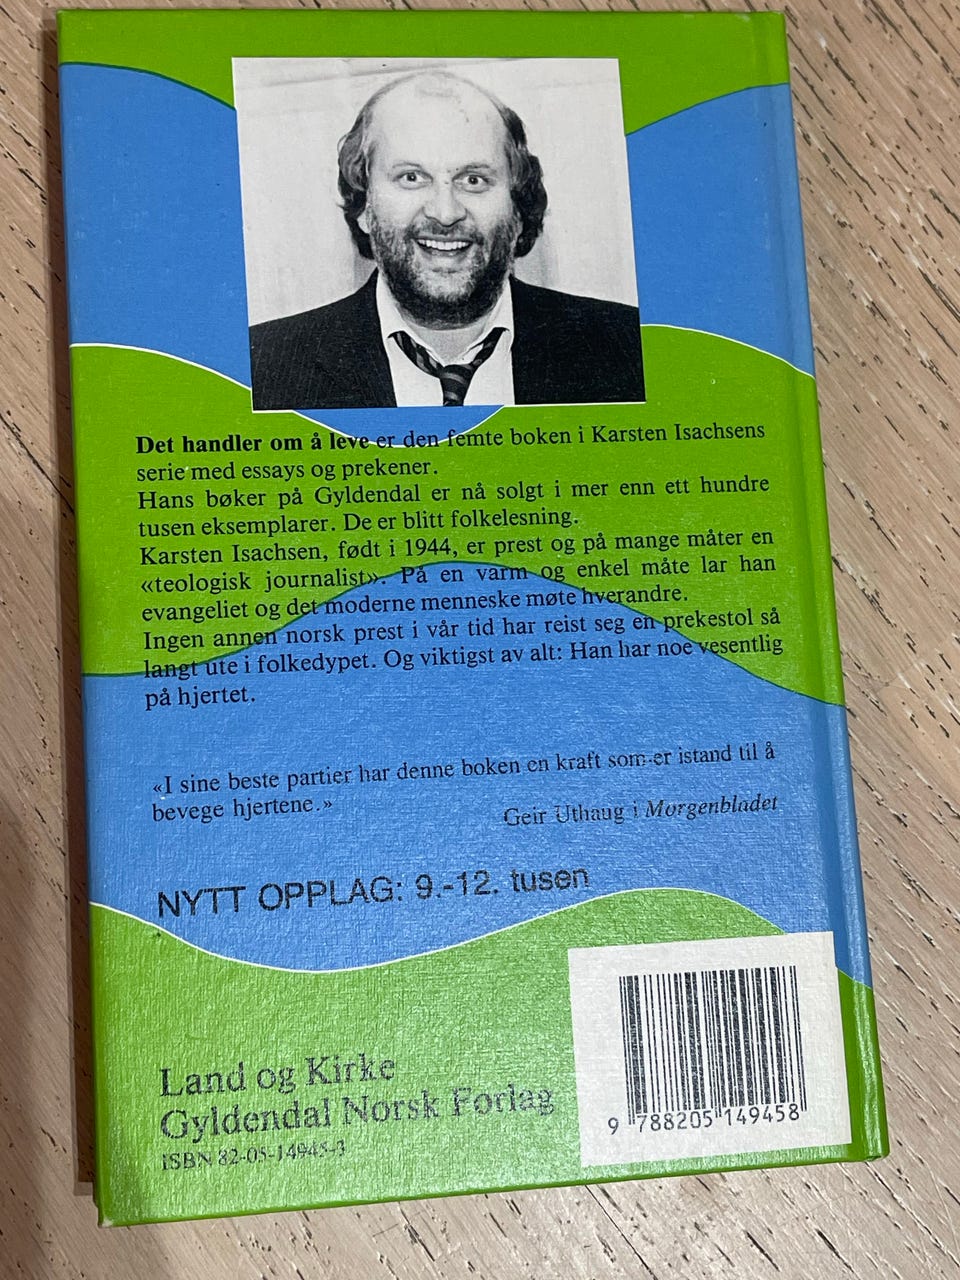 Det handler om å leve er den femte boken i Karsten Isachsens
serie med essays og prekener.
Hans bøker på Gyldendal er nå solgt i mer enn ett hundre
tusen eksemplarer. De er blitt folkelesning.
Karsten Isachsen, født i 1944, er prest og på mange måter en
«teologisk journalist». På en varm og enkel måte lar han
evangeliet og det moderne menneske møte hverandre.
Ingen annen norsk prest i vår tid har reist seg en prekestol så
langt ute i folkedypet. Og viktigst av alt: Han har noe vesentlig
på hjertet.
«I sine beste partier har denne boken en kraft som er istand til å
bevege hjertene.»
Geir Uthaug i Morgenbladet
NYTT OPPLAG: 9.-12. tusen
Land og Kirke
Gyldendal Norsk Forlag
ISBN 82-05-14945-3
9 788205 149458